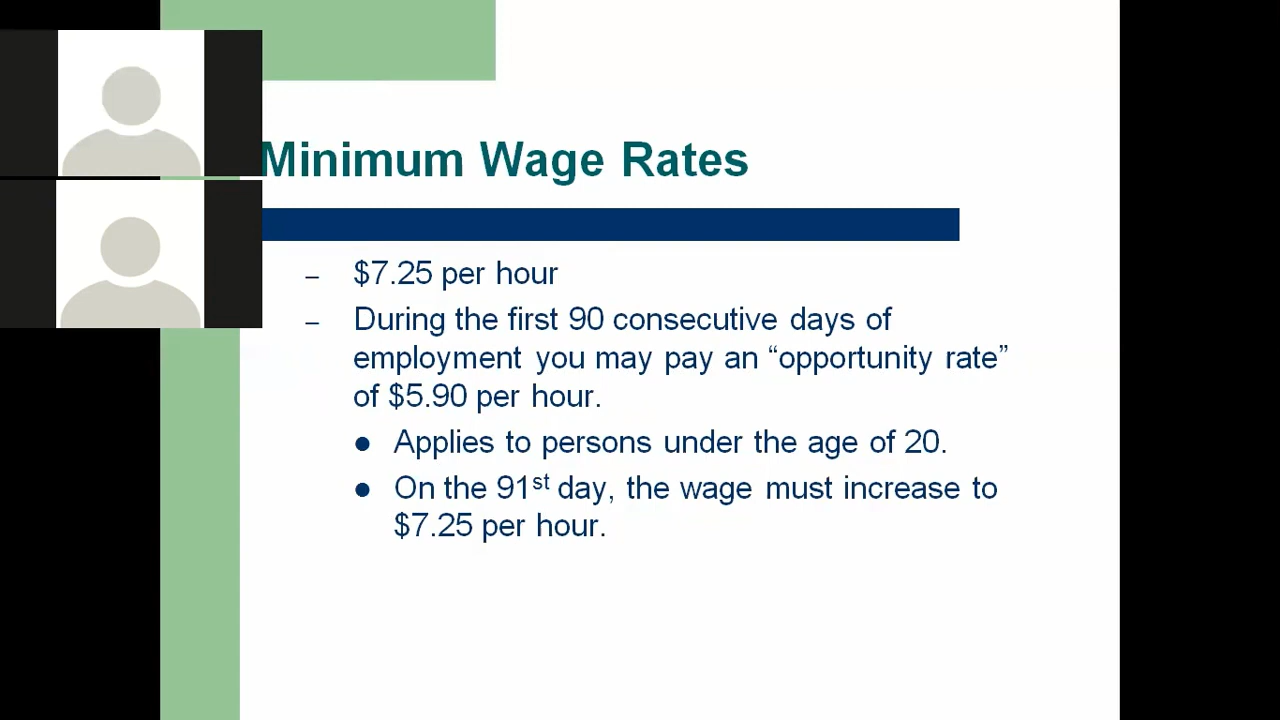 Minimum Wage Rates
– $7.25 per hour
– During the first 90 consecutive days of
employment you may pay an “opportunity rate”
of $5.90 per hour.
● Applies to persons under the age of 20.
● On the 91st day, the wage must increase to
$7.25 per hour.